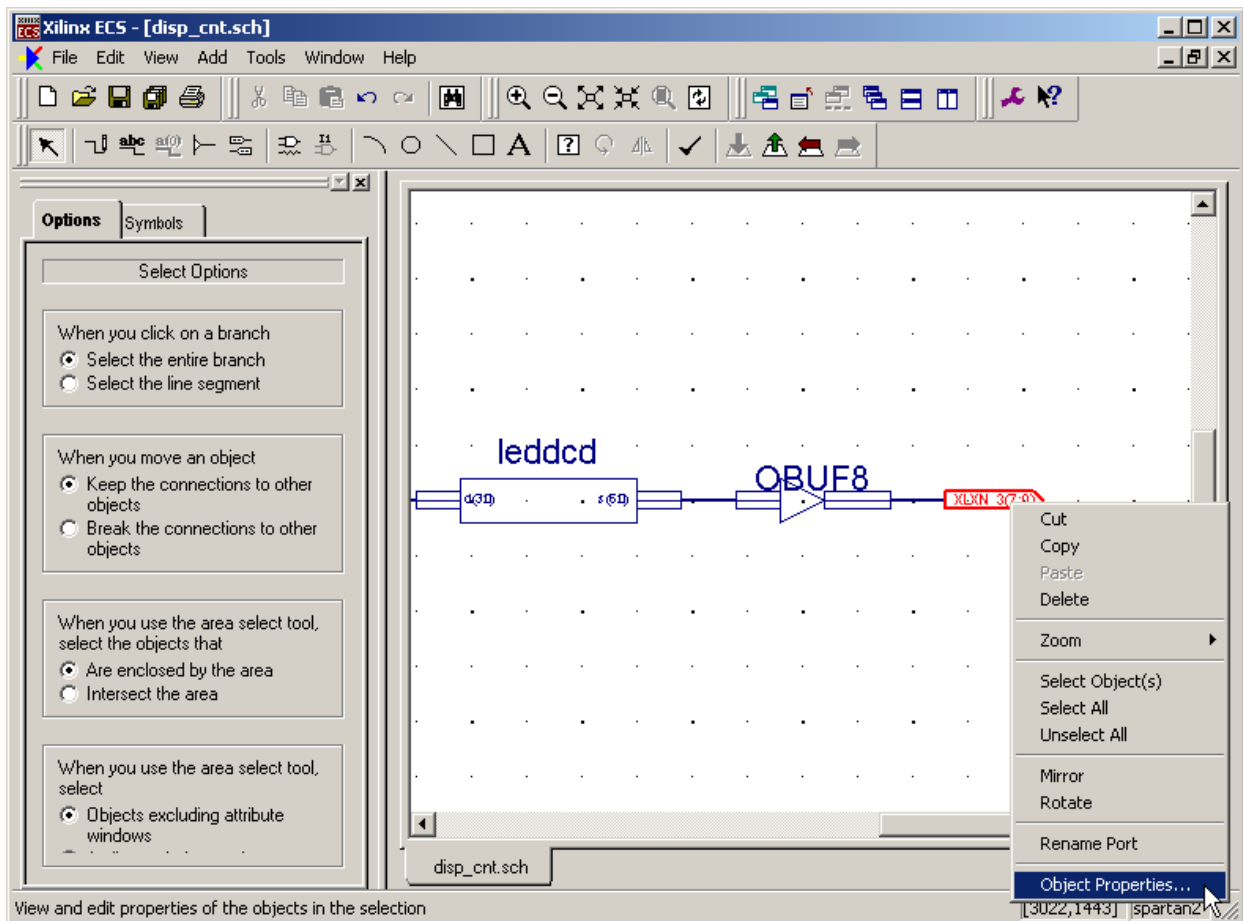 Xilinx ECS - [disp_cnt.sch]
File Edit View Add Tools Window Help
abc
A
Options Symbols
Select Options
When you click on a branch
Select the entire branch
Select the line segment
When you move an object
Keep the connections to other
objects
Break the connections to other
objects
When you use the area select tool,
select the objects that
Are enclosed by the area
Intersect the area
When you use the area select tool,
select
Objects excluding attribute
windows
leddcd
d(3:0)
s(6:0)
OBUF8
XLXN_3(7:0)
Cut
Copy
Paste
Delete
Zoom
Select Object(s)
Select All
Unselect All
Mirror
Rotate
Rename Port
Object Properties...
disp_cnt.sch
View and edit properties of the objects in the selection
[3022,1443] spartan2